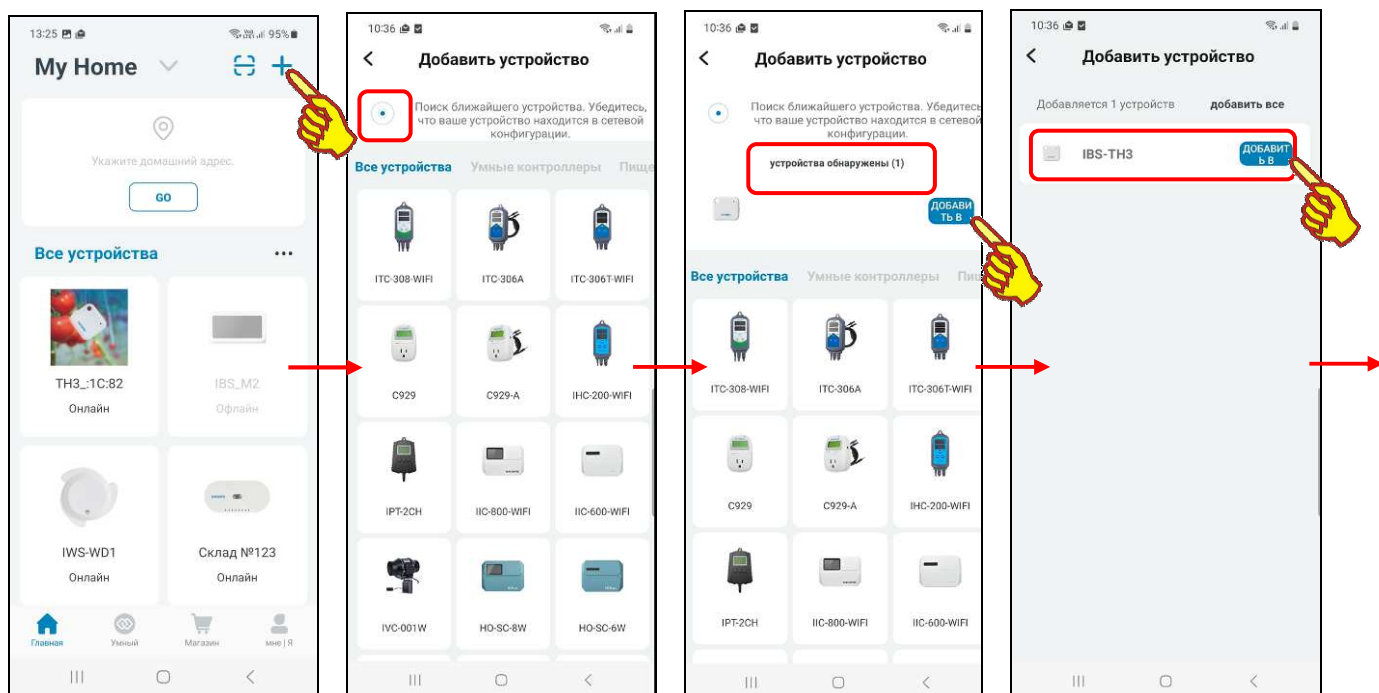 13:25
95%
My Home
Укажите домашний адрес.
GO
Все устройства
TH3_:1C:82
Онлайн
IBS_M2
Офлайн
IWS-WD1
Онлайн
Склад №123
Онлайн
Главная
Умный
Магазин
мне | Я
10:36
Добавить устройство
Поиск ближайшего устройства. Убедитесь,
что ваше устройство находится в сетевой
конфигурации.
Все устройства
Умные контроллеры
Пище
ITC-308-WIFI
ITC-306A
ITC-306T-WIFI
C929
C929-A
IHC-200-WIFI
IPT-2CH
IIC-800-WIFI
IIC-600-WIFI
IVC-001W
HO-SC-8W
HO-SC-6W
10:36
Добавить устройство
Поиск ближайшего устройства. Убедитесь,
что ваше устройство находится в сетевой
конфигурации.
устройства обнаружены (1)
ДОБАВИ
ТЬ В
Все устройства
Умные контроллеры
Пищ
ITC-308-WIFI
ITC-306A
ITC-306T-WIFI
C929
C929-A
IHC-200-WIFI
IPT-2CH
IIC-800-WIFI
IIC-600-WIFI
10:36
Добавить устройство
Добавляется 1 устройств
добавить все
IBS-TH3
ДОБАВИТ
Ь В